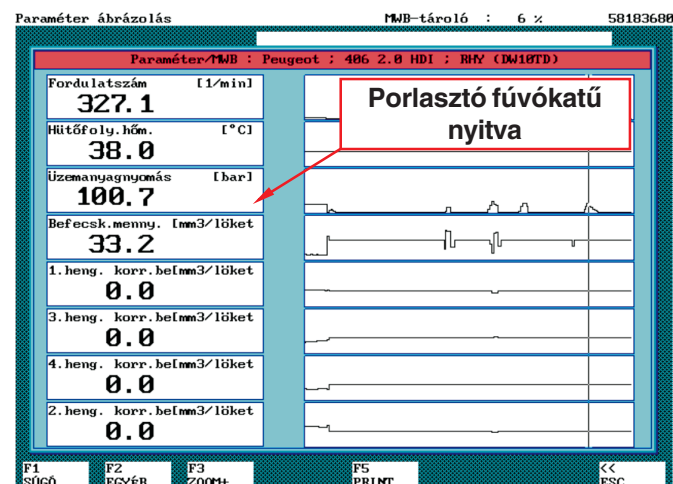 Paraméter ábrázolás MWB-tároló : 6 % 58183680
Paraméter/MWB : Peugeot ; 406 2.0 HDI ; RHY (DW10TD)
Fordulatszám [1/min]
327.1
Hütőfoly.hőm. [°C]
38.0
Üzemanyagnyomás [bar]
100.7
Befecsk.menny. [mm3/löket
33.2
1.heng. korr.be[mm3/löket
0.0
3.heng. korr.be[mm3/löket
0.0
4.heng. korr.be[mm3/löket
0.0
2.heng. korr.be[mm3/löket
0.0
Porlasztó fúvókatű
nyitva
F1 F2 F3 F5 <<
SÚGÓ EGYÉB ZOOM+ PRINT ESC